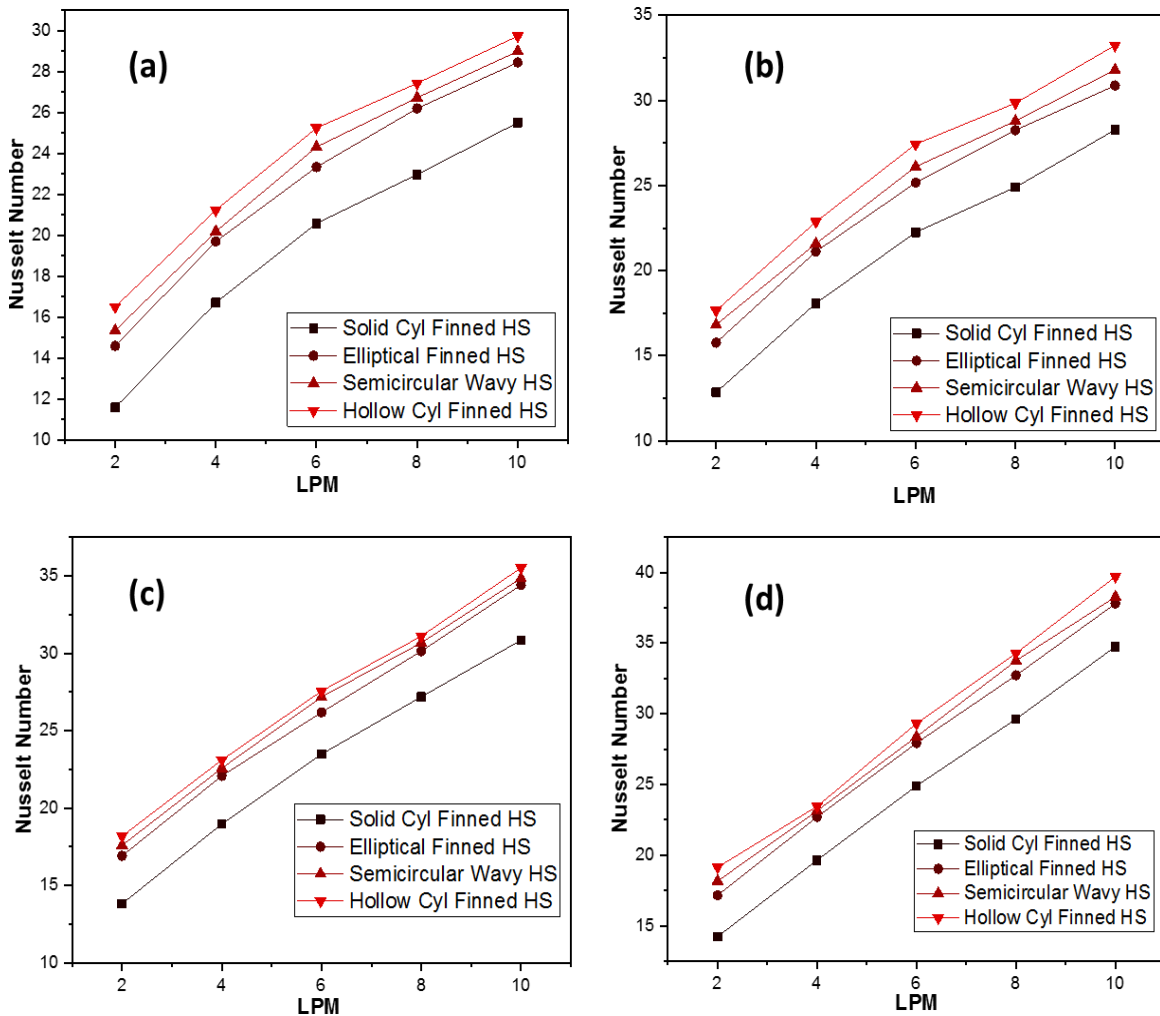 (a)
Nusselt Number
30
28
26
24
22
20
18
16
14
12
10
2 4 6 8 10
LPM
Solid Cyl Finned HS
Elliptical Finned HS
Semicircular Wavy HS
Hollow Cyl Finned HS
(b)
Nusselt Number
35
30
25
20
15
10
2 4 6 8 10
LPM
Solid Cyl Finned HS
Elliptical Finned HS
Semicircular Wavy HS
Hollow Cyl Finned HS
(c)
Nusselt Number
35
30
25
20
15
10
2 4 6 8 10
LPM
Solid Cyl Finned HS
Elliptical Finned HS
Semicircular Wavy HS
Hollow Cyl Finned HS
(d)
Nusselt Number
40
35
30
25
20
15
2 4 6 8 10
LPM
Solid Cyl Finned HS
Elliptical Finned HS
Semicircular Wavy HS
Hollow Cyl Finned HS